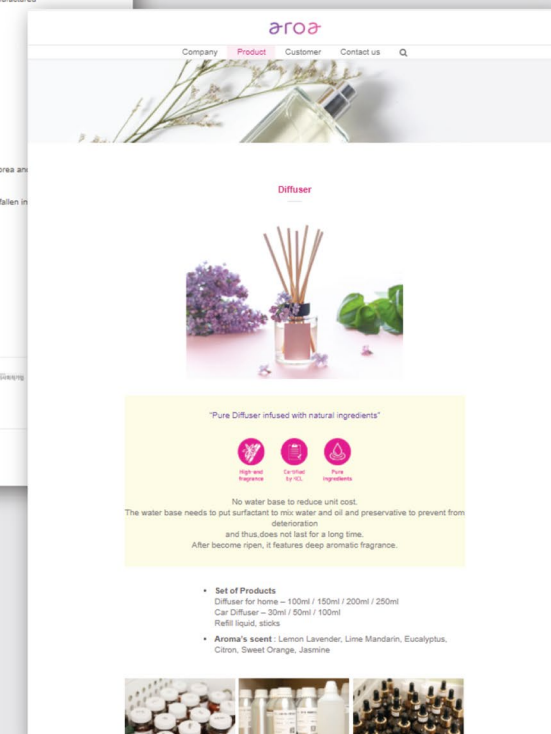 aroa
Company Product Customer Contact us
orea and
fallen in
Diffuser
"Pure Diffuser infused with natural ingredients"
High-end fragrance
Certified by KCL
Pure ingredients
No water base to reduce unit cost.
The water base needs to put surfactant to mix water and oil and preservative to prevent from
deterioration
and thus,does not last for a long time.
After become ripen, it features deep aromatic fragrance.
• Set of Products
Diffuser for home – 100ml / 150ml / 200ml / 250ml
Car Diffuser – 30ml / 50ml / 100ml
Refill liquid, sticks
• Aroma's scent : Lemon Lavender, Lime Mandarin, Eucalyptus,
Citron, Sweet Orange, Jasmine